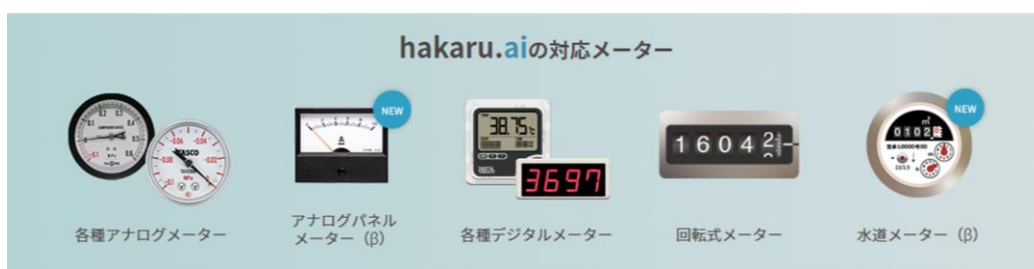 hakaru.aiの対応メーター
NEW
NEW
38.75℃
3697
16042
m³
0102
各種アナログメーター
アナログパネル
メーター（β）
各種デジタルメーター
回転式メーター
水道メーター（β）